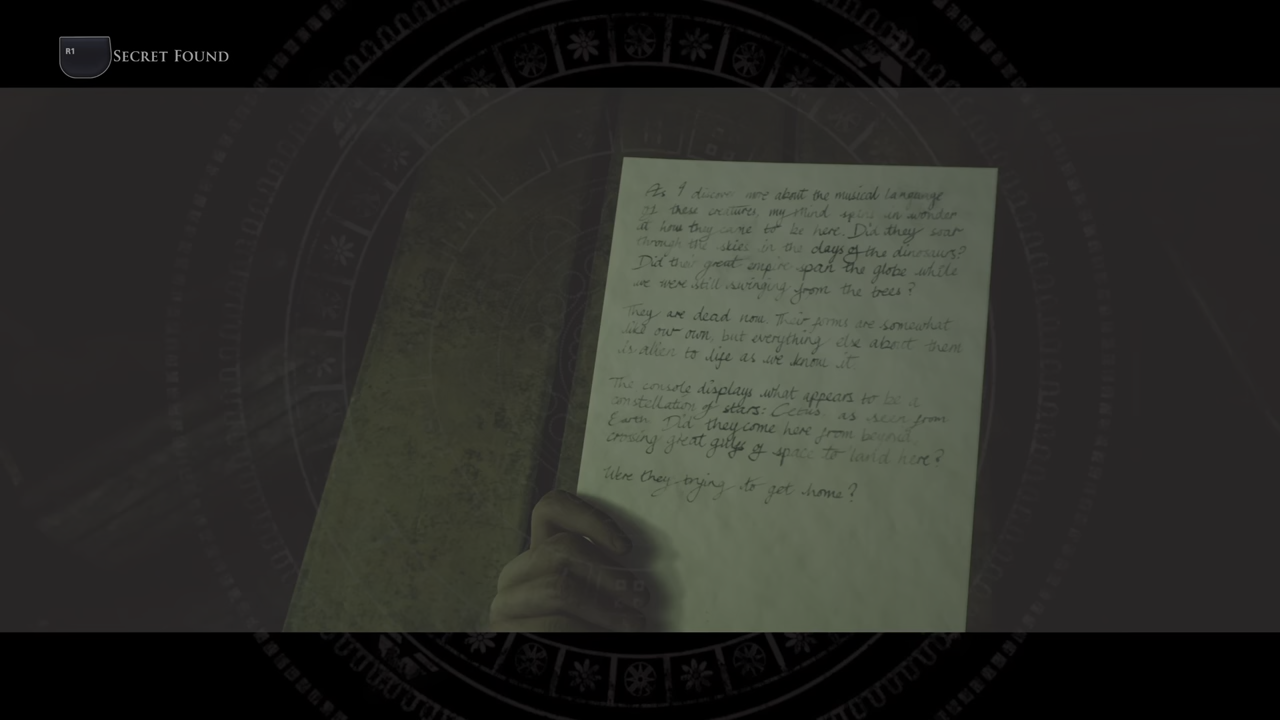 R1
Secret Found
As I discover more about the musical language
of these creatures, my mind spins in wonder
at how they came to be here. Did they soar
through the skies in the days of the dinosaurs?
Did their great empire span the globe while
we were still swinging from the trees?
They are dead now. Their forms are somewhat
like our own, but everything else about them
is alien to life as we know it.
The console displays what appears to be a
constellation of stars: Cetus, as seen from
Earth. Did they come here from beyond,
crossing great gulfs of space to land here?
Were they trying to get home?